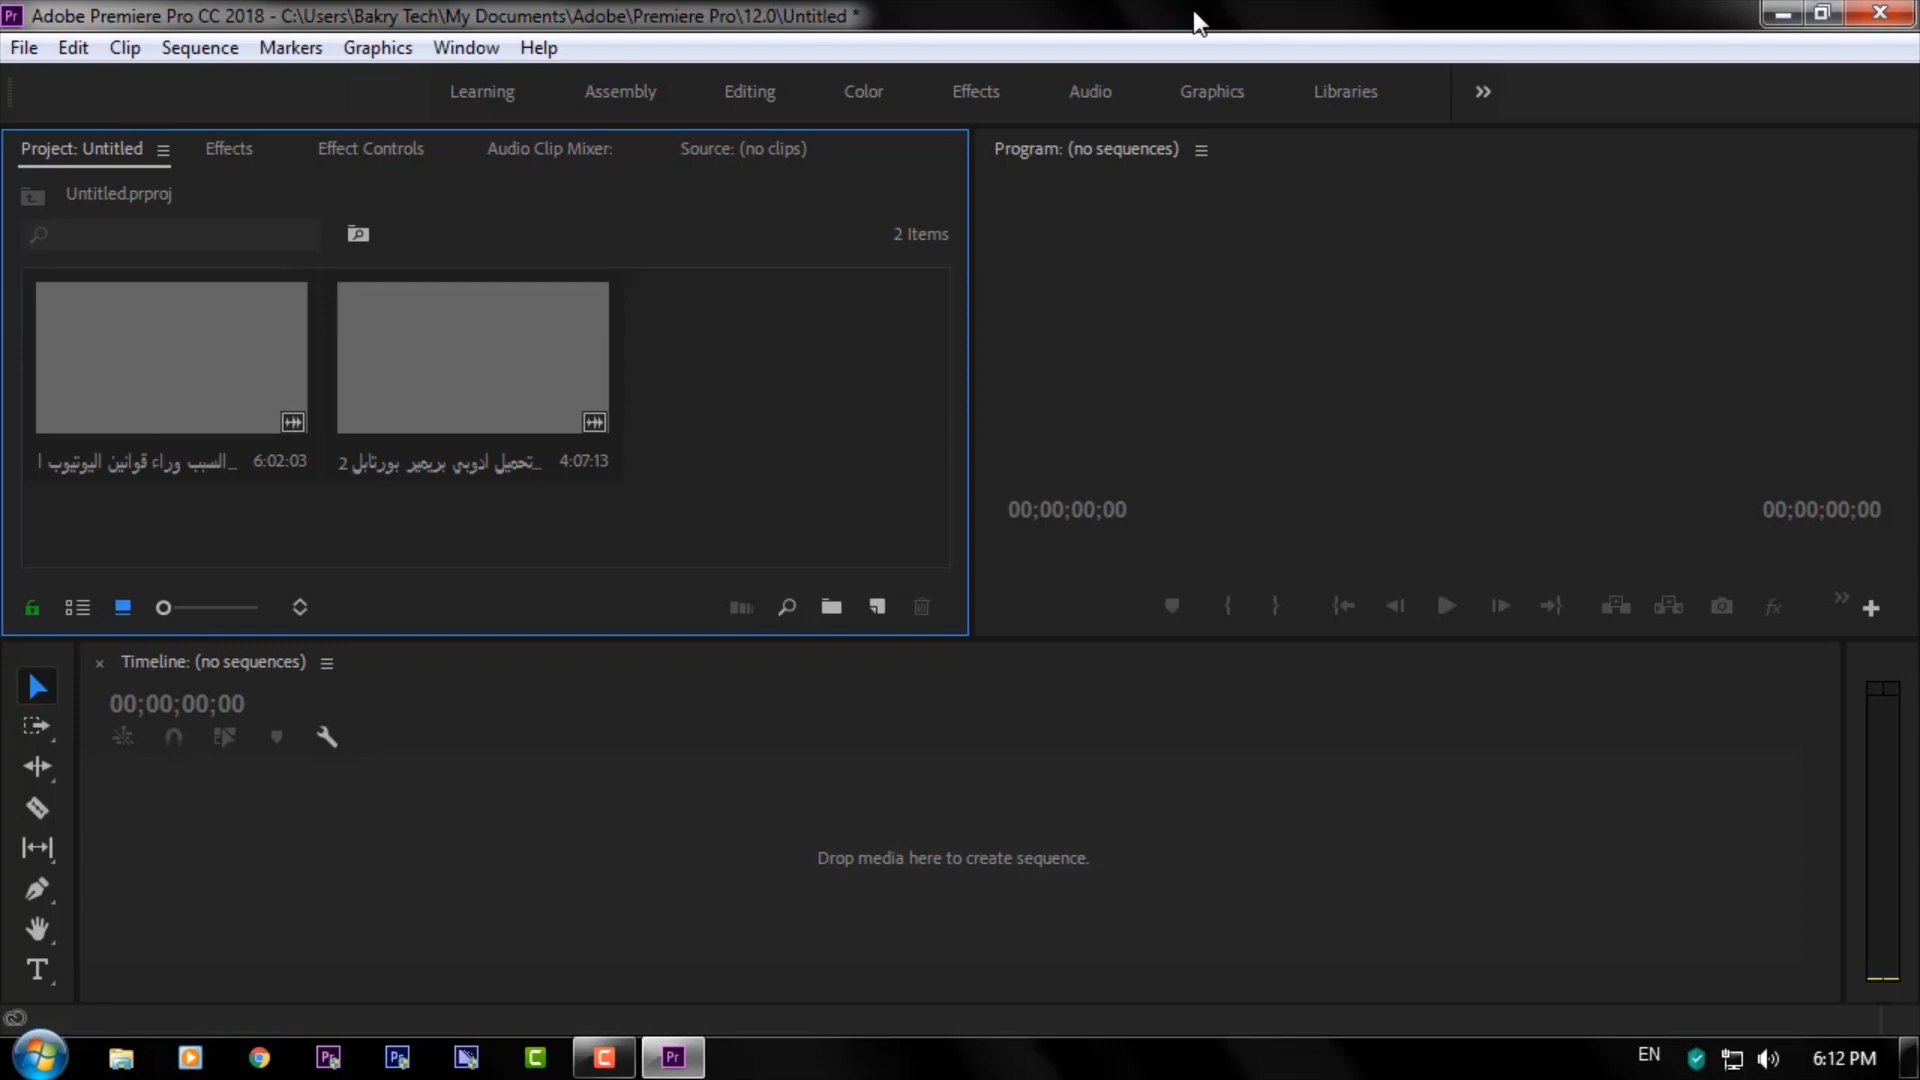 Adobe Premiere Pro CC 2018 - C:\Users\Bakry Tech\My Documents\Adobe\Premiere Pro\12.0\Untitled *
File Edit Clip Sequence Markers Graphics Window Help
Learning Assembly Editing Color Effects Audio Graphics Libraries
Project: Untitled Effects Effect Controls Audio Clip Mixer: Source: (no clips) Program: (no sequences)
Untitled.prproj
2 Items
السبب وراء قوانين اليوتيوب ا_ 6:02:03 تحميل ادوبي بريمير بورتابل 2_ 4:07:13
00;00;00;00 00;00;00;00
fx
Timeline: (no sequences)
00;00;00;00
Drop media here to create sequence.
EN 6:12 PM